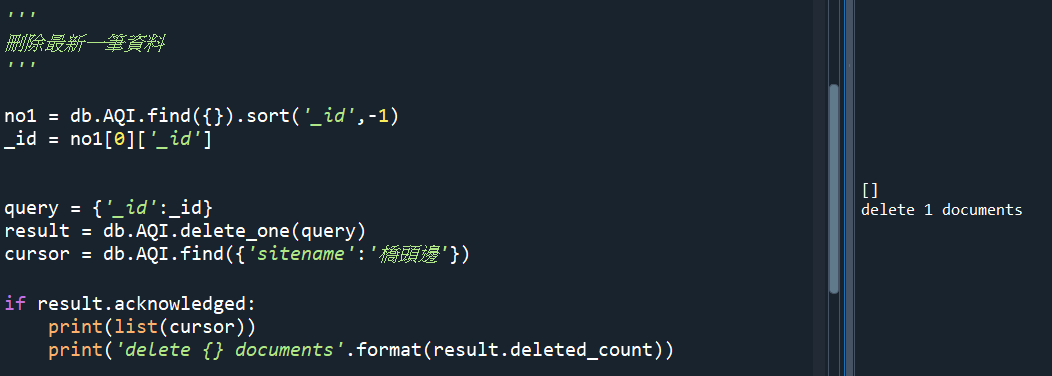 '''
刪除最新一筆資料
'''
no1 = db.AQI.find({}).sort('_id',-1)
_id = no1[0]['_id']
query = {'_id':_id}
result = db.AQI.delete_one(query)
cursor = db.AQI.find({'sitename':'橋頭邊'})
if result.acknowledged:
    print(list(cursor))
    print('delete {} documents'.format(result.deleted_count))
[]
delete 1 documents